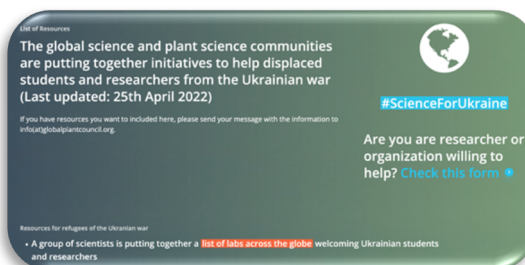 List of Resources
The global science and plant science communities
are putting together initiatives to help displaced
students and researchers from the Ukrainian war
(Last updated: 25th April 2022)
If you have resources you want to included here, please send your message with the information to
info(at)globalplantcouncil.org.
#ScienceForUkraine
Are you are researcher or
organization willing to
help? Check this form
Resources for refugees of the Ukranian war
• A group of scientists is putting together a list of labs across the globe welcoming Ukrainian students
and researchers